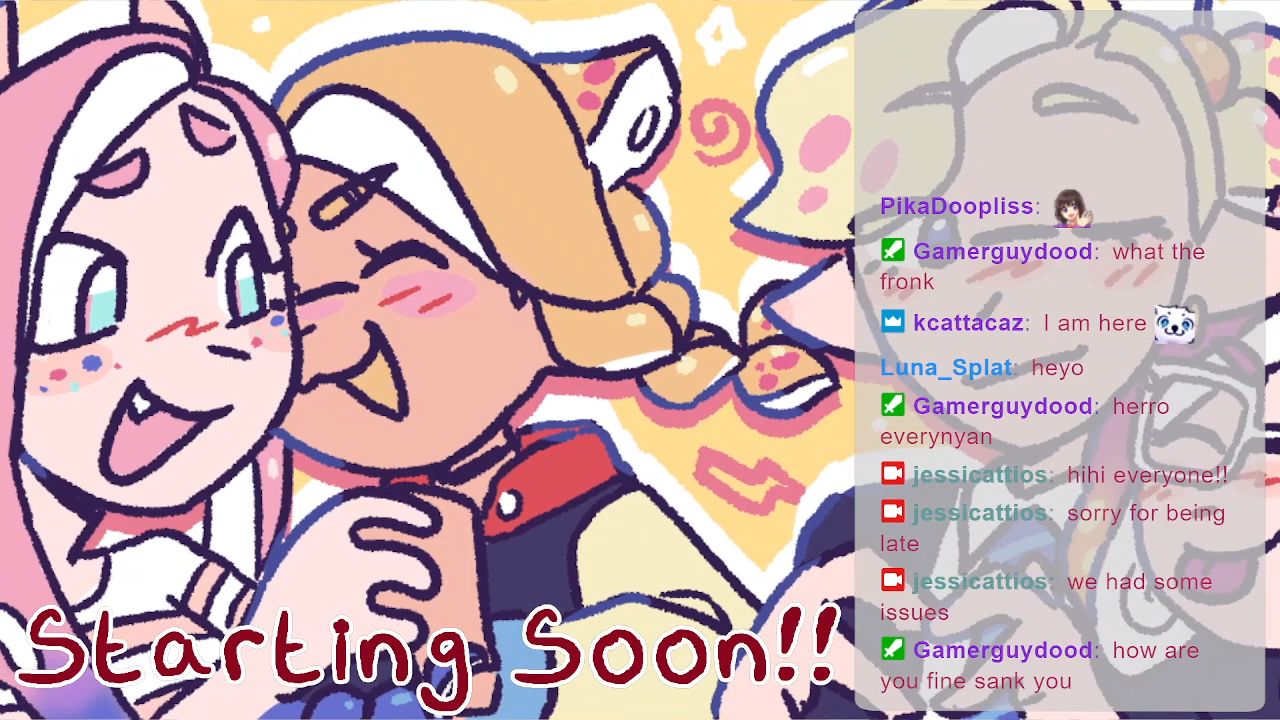 PikaDoopliss:
Gamerguydood: what the
fronk
kcattacaz: I am here
Luna_Splat: heyo
Gamerguydood: herro
everynyan
jessicattios: hihi everyone!!
jessicattios: sorry for being
late
jessicattios: we had some
issues
Gamerguydood: how are
you fine sank you
Starting Soon!!